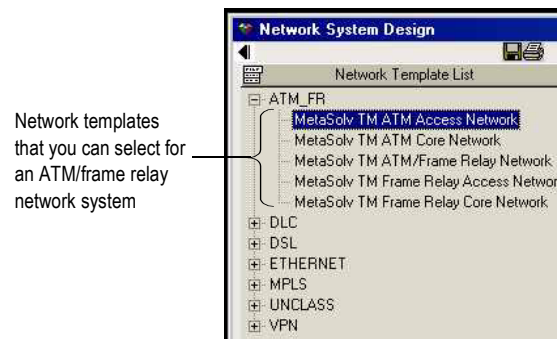 Network System Design
Network Template List
ATM_FR
MetaSolv TM ATM Access Network
MetaSolv TM ATM Core Network
MetaSolv TM ATM/Frame Relay Network
MetaSolv TM Frame Relay Access Networ
MetaSolv TM Frame Relay Core Network
DLC
DSL
ETHERNET
MPLS
UNCLASS
VPN
Network templates
that you can select for
an ATM/frame relay
network system